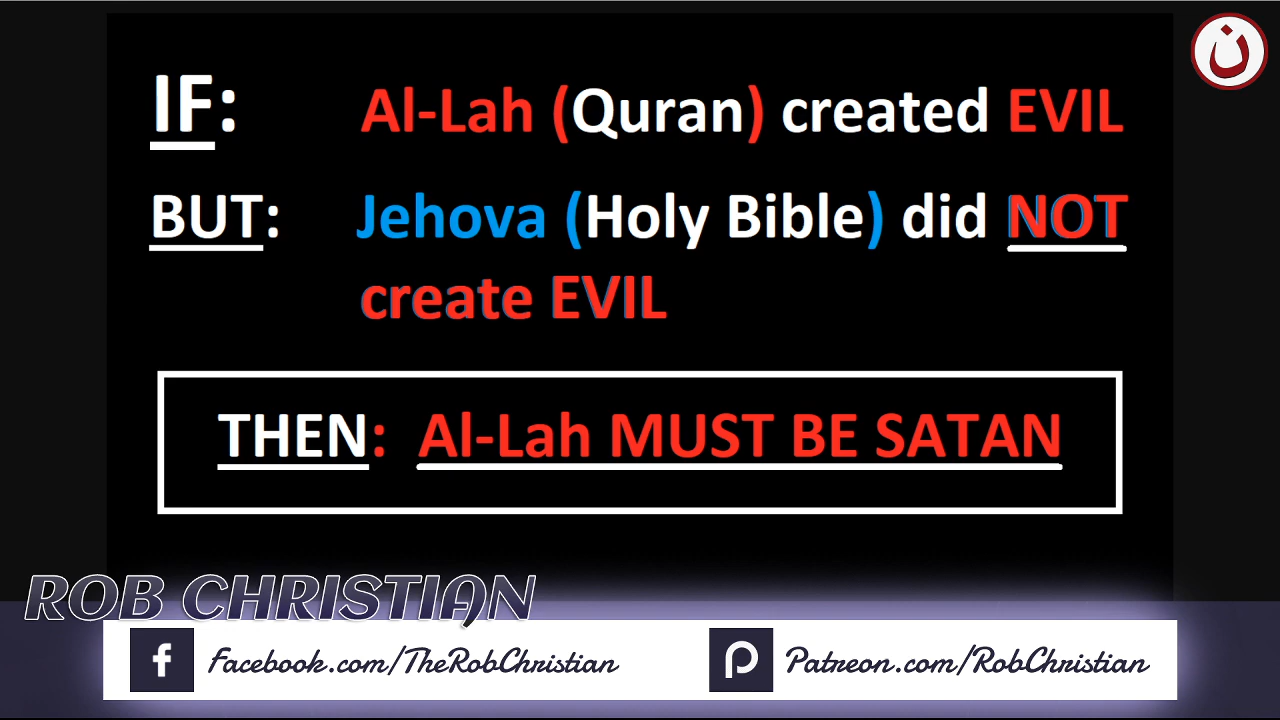 ن
IF: Al-Lah (Quran) created EVIL
BUT: Jehova (Holy Bible) did NOT
create EVIL
THEN: Al-Lah MUST BE SATAN
ROB CHRISTIAN
f Facebook.com/TheRobChristian Patreon.com/RobChristian